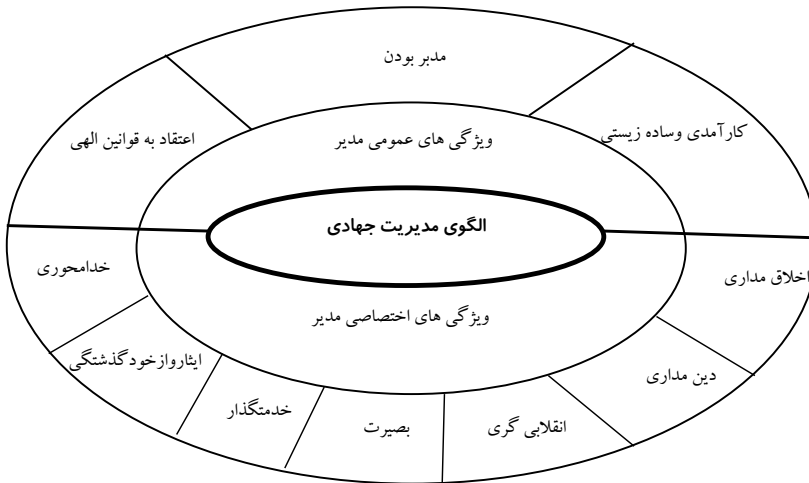 مدبر بودن
کارآمدی وساده زیستی
اعتقاد به قوانین الهی
ویژگی های عمومی مدیر
الگوی مدیریت جهادی
ویژگی های اختصاصی مدیر
اخلاق مداری
دین مداری
انقلابی گری
بصیرت
خدمتگذار
ایثاروازخودگذشتگی
خدامحوری